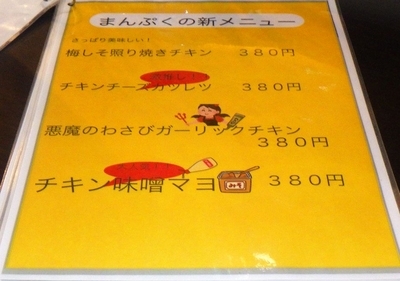 まんぷくの新メニュー
さっぱり美味しい！
梅しそ照り焼きチキン　３８０円
チキンチーズカツレツ　３８０円
悪魔のわさびガーリックチキン
３８０円
チキン味噌マヨ　３８０円
みそ